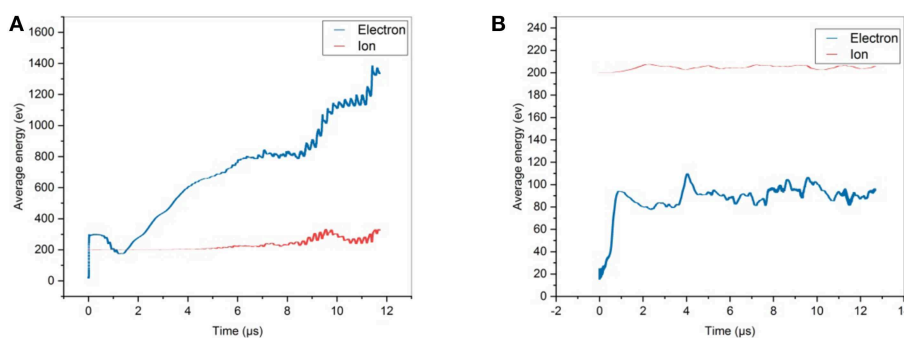 A
Electron
Ion
1600
1400
1200
1000
800
600
400
200
0
Average energy (ev)
0 2 4 6 8 10 12
Time (μs)
B
Electron
Ion
240
220
200
180
160
140
120
100
80
60
40
20
0
Average energy (ev)
-2 0 2 4 6 8 10 12 14
Time (μs)